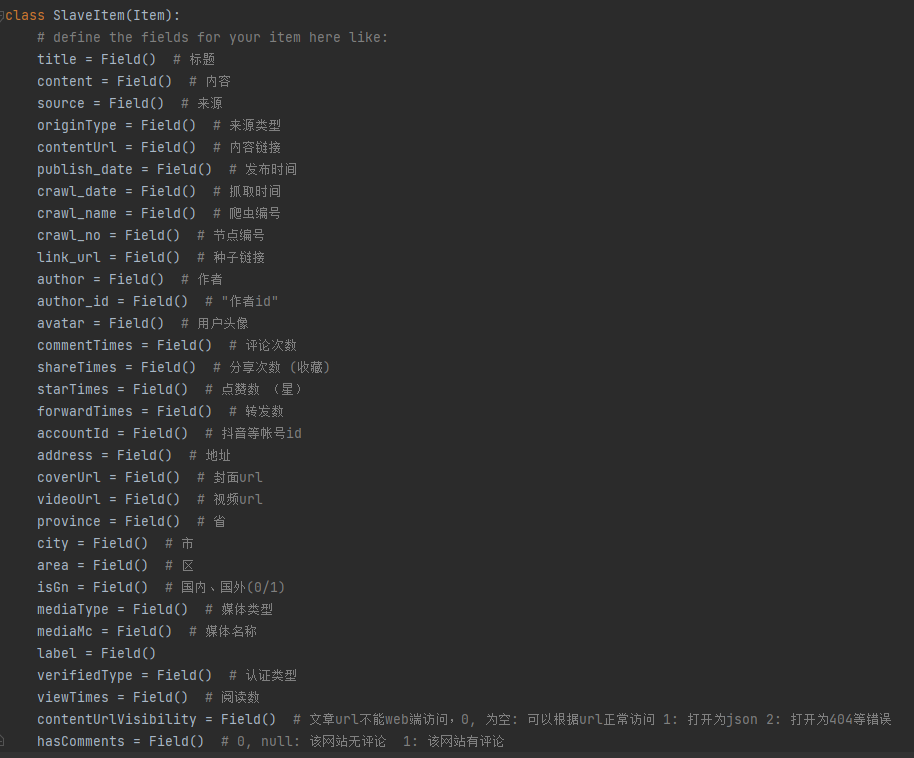 class SlaveItem(Item):
# define the fields for your item here like:
title = Field()  # 标题
content = Field()  # 内容
source = Field()  # 来源
originType = Field()  # 来源类型
contentUrl = Field()  # 内容链接
publish_date = Field()  # 发布时间
crawl_date = Field()  # 抓取时间
crawl_name = Field()  # 爬虫编号
crawl_no = Field()  # 节点编号
link_url = Field()  # 种子链接
author = Field()  # 作者
author_id = Field()  # "作者id"
avatar = Field()  # 用户头像
commentTimes = Field()  # 评论次数
shareTimes = Field()  # 分享次数 (收藏)
starTimes = Field()  # 点赞数 （星）
forwardTimes = Field()  # 转发数
accountId = Field()  # 抖音等帐号id
address = Field()  # 地址
coverUrl = Field()  # 封面url
videoUrl = Field()  # 视频url
province = Field()  # 省
city = Field()  # 市
area = Field()  # 区
isGn = Field()  # 国内、国外(0/1)
mediaType = Field()  # 媒体类型
mediaMc = Field()  # 媒体名称
label = Field()
verifiedType = Field()  # 认证类型
viewTimes = Field()  # 阅读数
contentUrlVisibility = Field()  # 文章url不能web端访问，0, 为空: 可以根据url正常访问 1: 打开为json 2: 打开为404等错误
hasComments = Field()  # 0, null: 该网站无评论  1: 该网站有评论